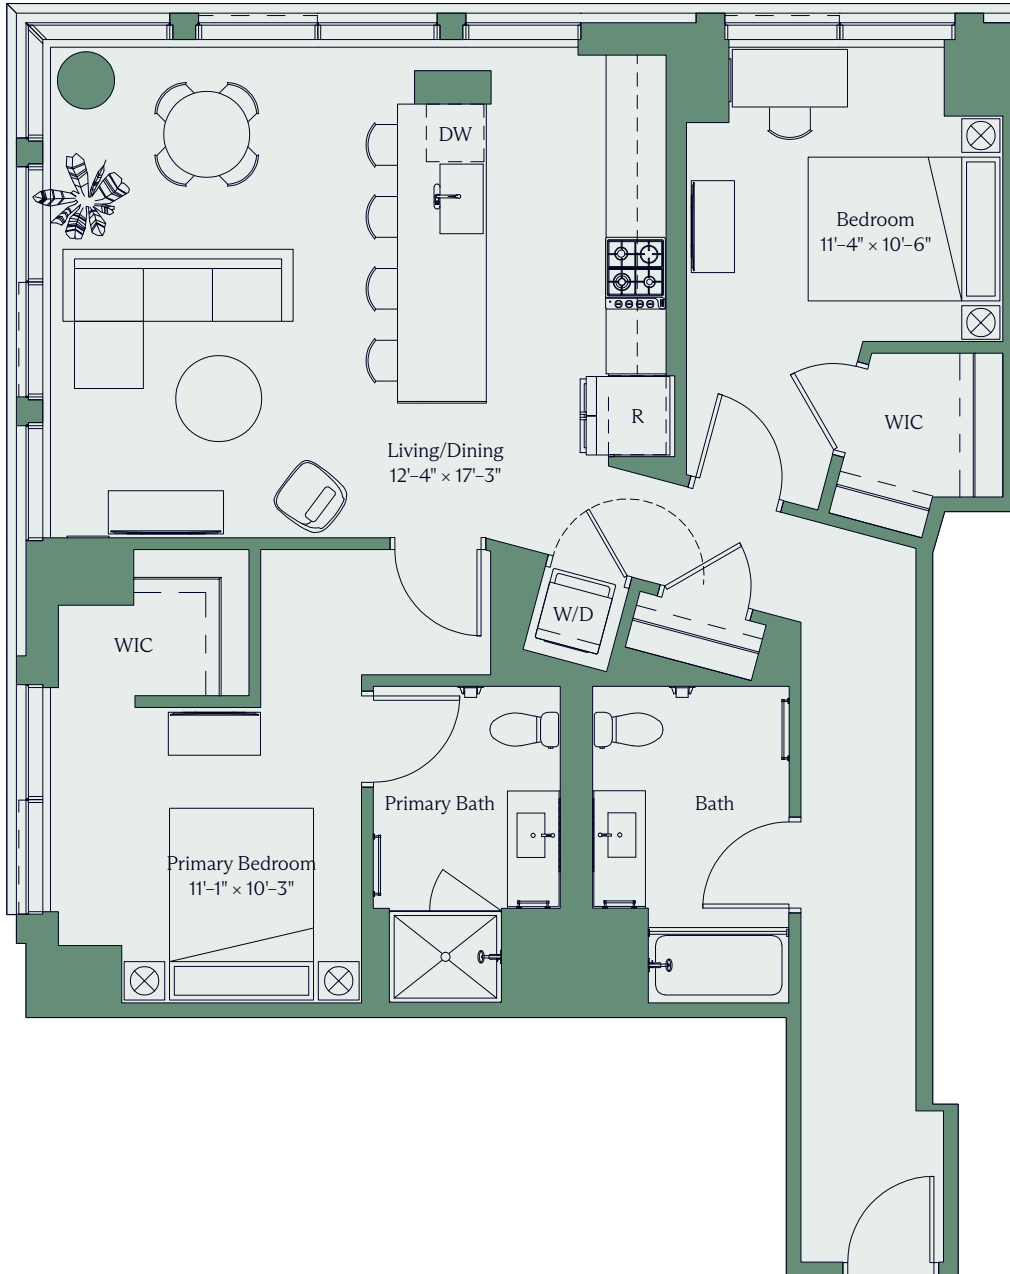 DW
Bedroom
11'–4" × 10'–6"
R
WIC
Living/Dining
12'–4" × 17'–3"
W/D
WIC
Primary Bath
Bath
Primary Bedroom
11'–1" × 10'–3"